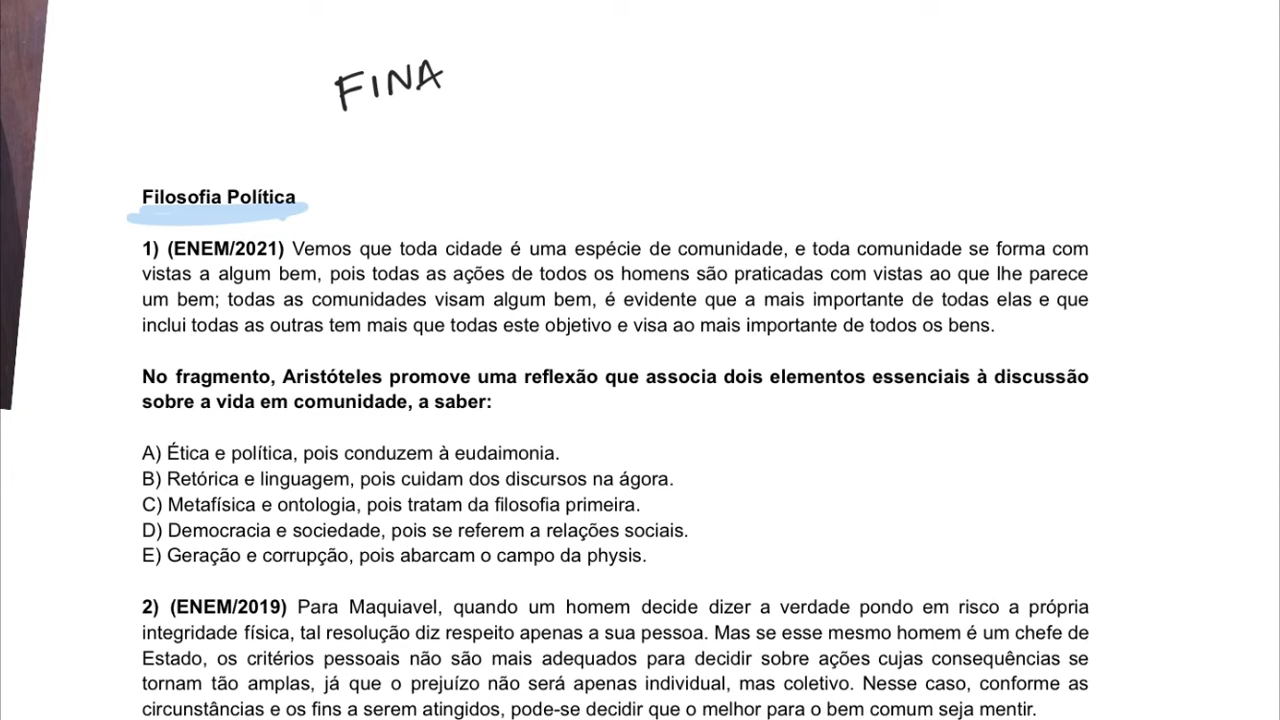 FINA
Filosofia Política
1) (ENEM/2021) Vemos que toda cidade é uma espécie de comunidade, e toda comunidade se forma com
vistas a algum bem, pois todas as ações de todos os homens são praticadas com vistas ao que lhe parece
um bem; todas as comunidades visam algum bem, é evidente que a mais importante de todas elas e que
inclui todas as outras tem mais que todas este objetivo e visa ao mais importante de todos os bens.
No fragmento, Aristóteles promove uma reflexão que associa dois elementos essenciais à discussão
sobre a vida em comunidade, a saber:
A) Ética e política, pois conduzem à eudaimonia.
B) Retórica e linguagem, pois cuidam dos discursos na ágora.
C) Metafísica e ontologia, pois tratam da filosofia primeira.
D) Democracia e sociedade, pois se referem a relações sociais.
E) Geração e corrupção, pois abarcam o campo da physis.
2) (ENEM/2019) Para Maquiavel, quando um homem decide dizer a verdade pondo em risco a própria
integridade física, tal resolução diz respeito apenas a sua pessoa. Mas se esse mesmo homem é um chefe de
Estado, os critérios pessoais não são mais adequados para decidir sobre ações cujas consequências se
tornam tão amplas, já que o prejuízo não será apenas individual, mas coletivo. Nesse caso, conforme as
circunstâncias e os fins a serem atingidos, pode-se decidir que o melhor para o bem comum seja mentir.